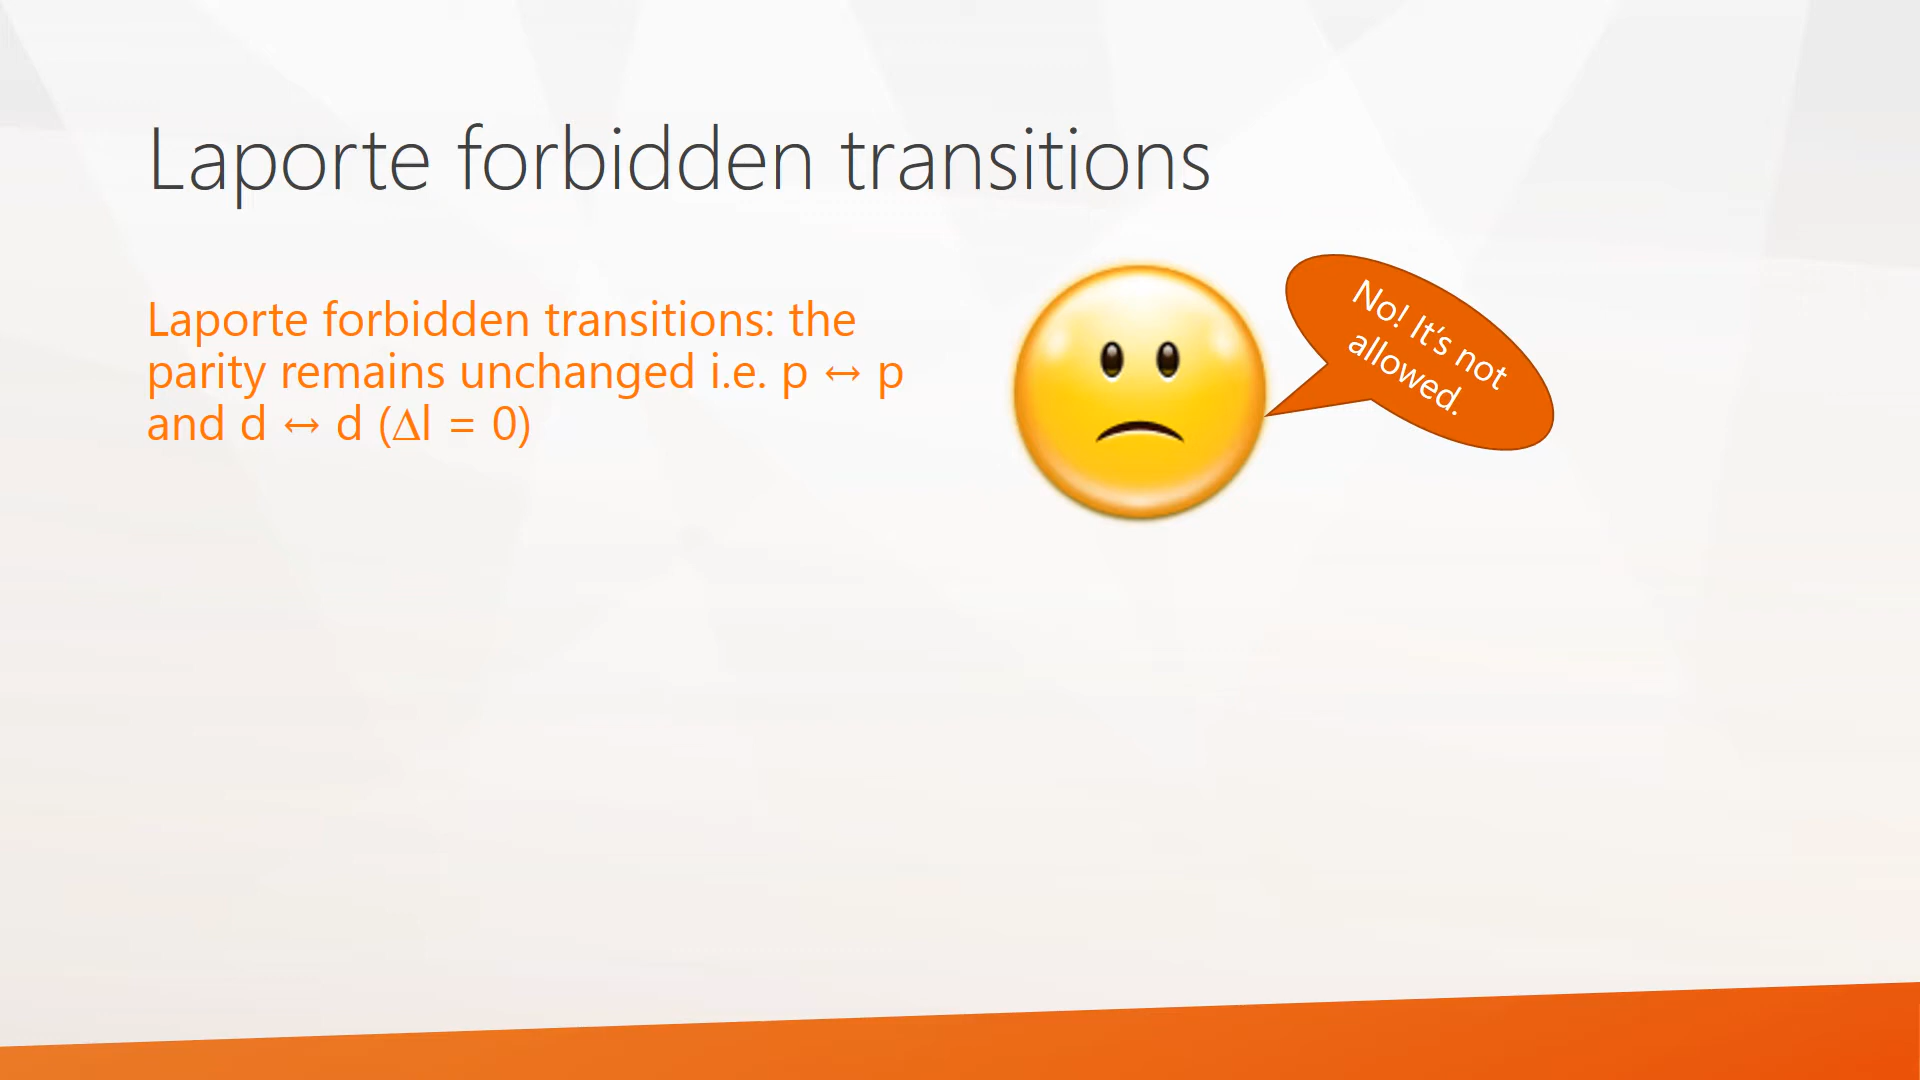 Laporte forbidden transitions
Laporte forbidden transitions: the
parity remains unchanged i.e. p ↔ p
and d ↔ d (Δl = 0)
No! It's not
allowed.